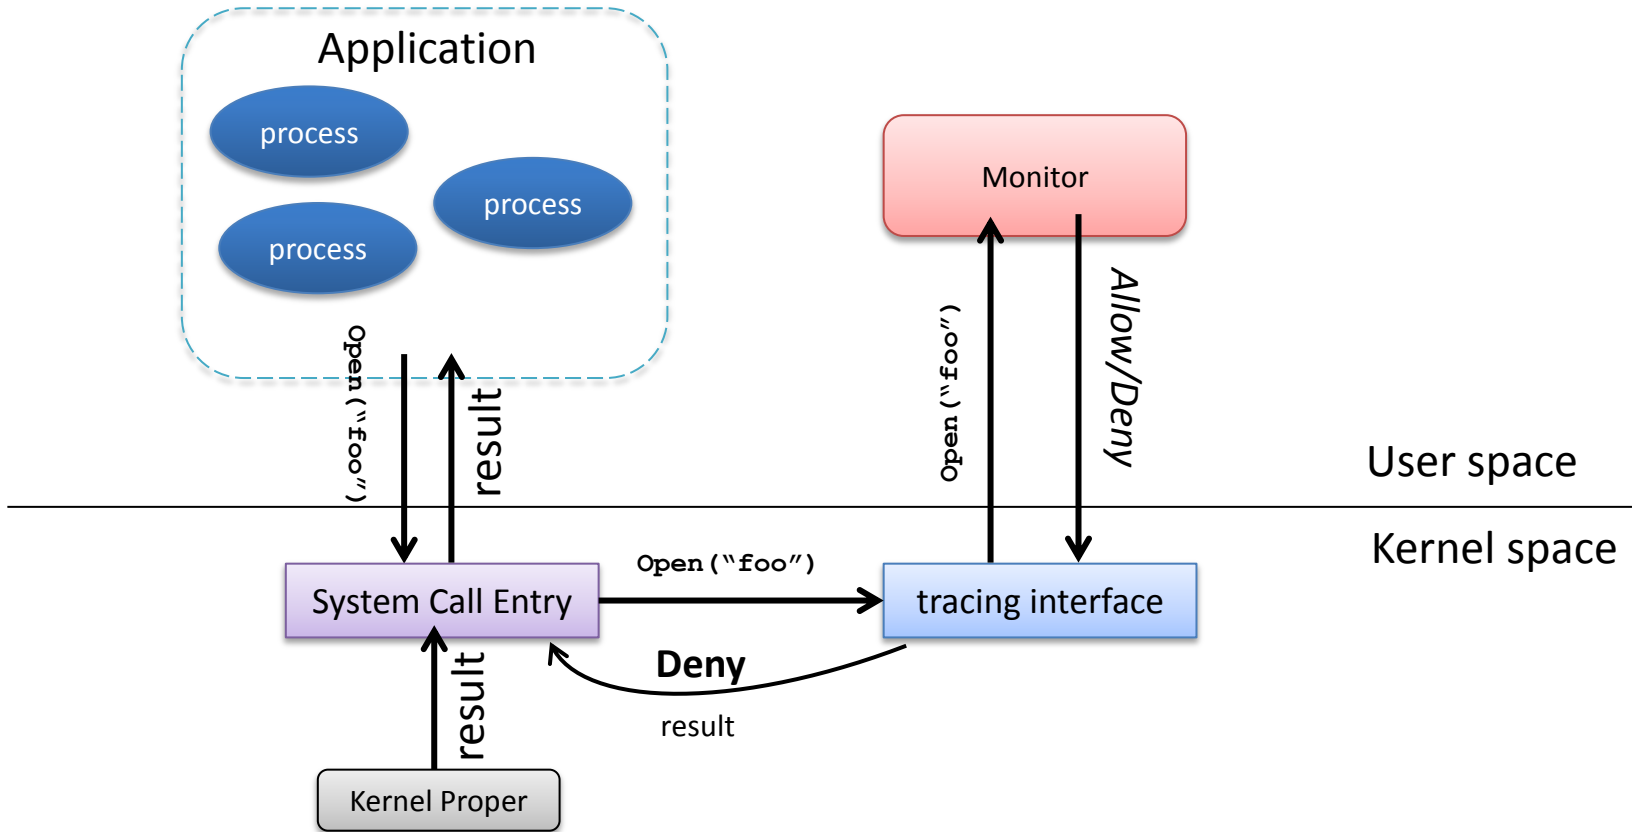 Application
process
process
process
Monitor
Open(“foo”)
result
Open(“foo”)
Allow/Deny
User space
Kernel space
Open(“foo”)
System Call Entry
tracing interface
Deny
result
result
Kernel Proper